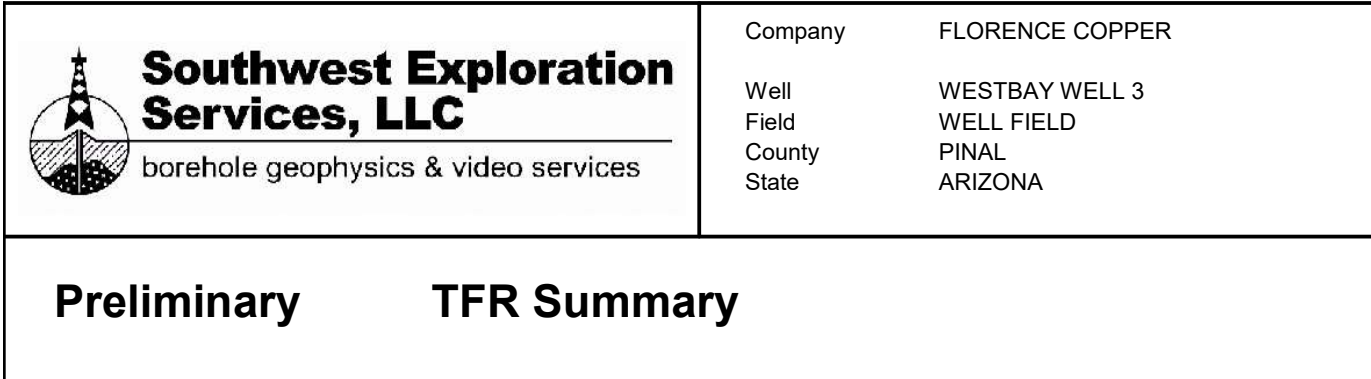 Southwest Exploration
Services, LLC
borehole geophysics & video services
Company FLORENCE COPPER
Well WESTBAY WELL 3
Field WELL FIELD
County PINAL
State ARIZONA
Preliminary TFR Summary